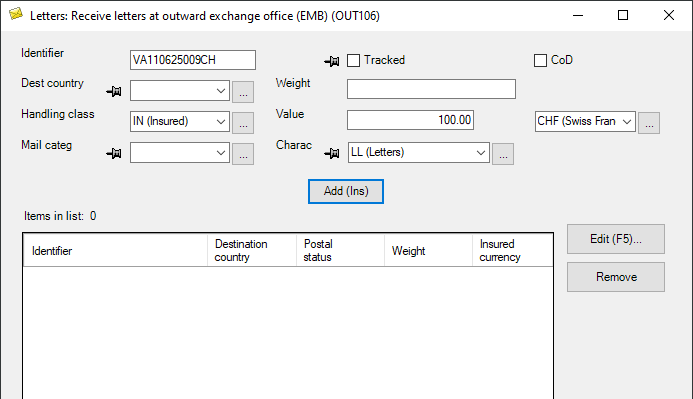 Letters: Receive letters at outward exchange office (EMB) (OUT106)
Identifier VA110625009CH Tracked CoD
Dest country ... Weight
Handling class IN (Insured) ... Value 100.00 CHF (Swiss Fran ...
Mail categ ... Charac LL (Letters) ...
Add (Ins)
Items in list: 0
Edit (F5)...
Remove
Identifier Destination country Postal status Weight Insured currency